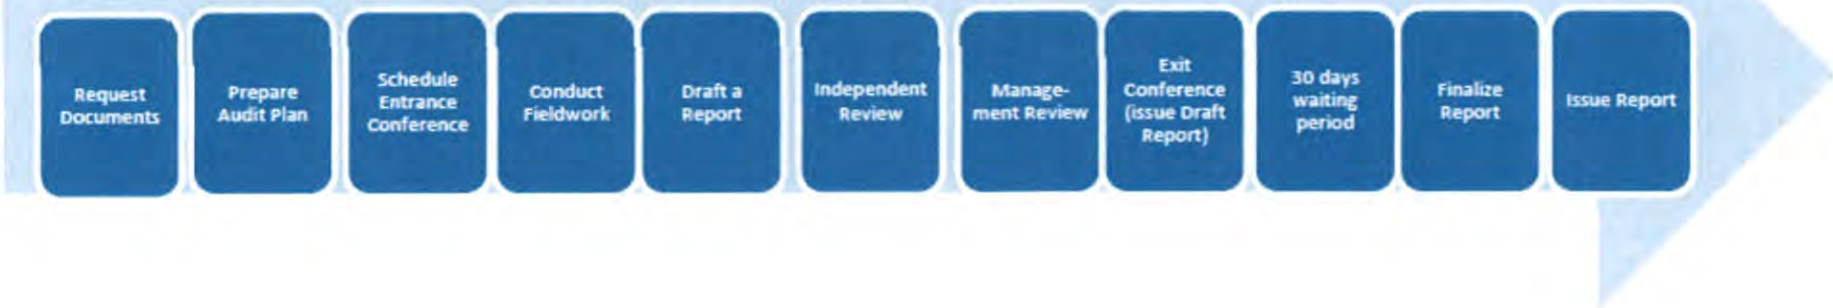 Request
Documents
Prepare
Audit Plan
Schedule
Entrance
Conference
Conduct
Fieldwork
Draft a
Report
Independent
Review
Manage-
ment Review
Exit
Conference
(issue Draft
Report)
30 days
waiting
period
Finalize
Report
Issue Report